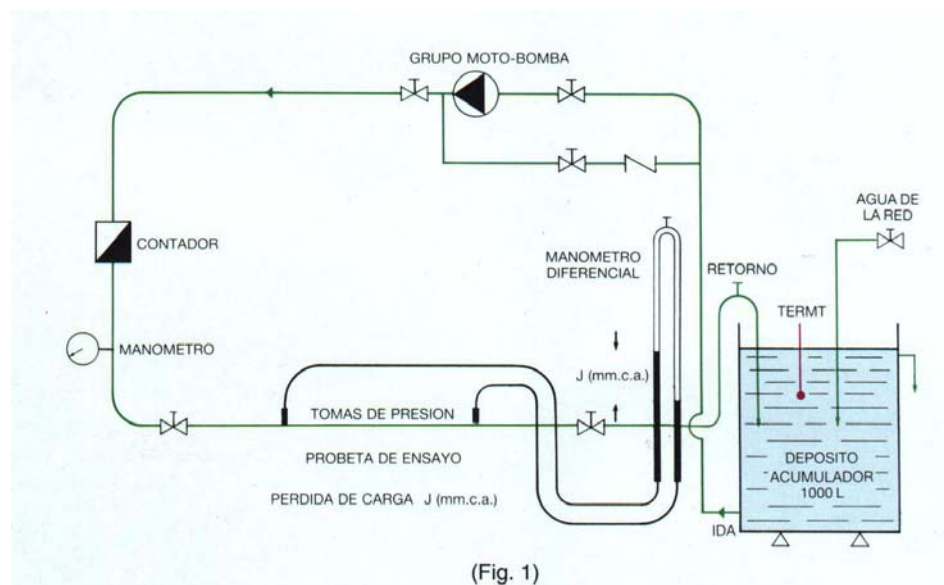 GRUPO MOTO-BOMBA
AGUA DE
LA RED
CONTADOR
MANOMETRO
DIFERENCIAL
RETORNO
TERMT
MANOMETRO
J (mm.c.a.)
TOMAS DE PRESION
PROBETA DE ENSAYO
DEPOSITO
ACUMULADOR
1000 L
PERDIDA DE CARGA J (mm.c.a.)
IDA
(Fig. 1)